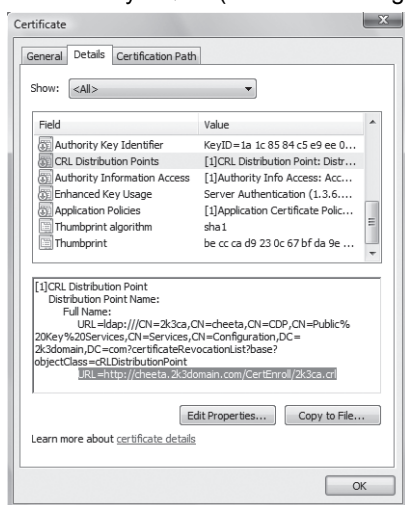 Certificate
General Details Certification Path
Show: <All>
Field Value
Authority Key Identifier KeyID=1a 1c 85 84 c5 e9 ee 0...
CRL Distribution Points [1]CRL Distribution Point: Distr...
Authority Information Access [1]Authority Info Access: Acc...
Enhanced Key Usage Server Authentication (1.3.6....
Application Policies [1]Application Certificate Polic...
Thumbprint algorithm sha1
Thumbprint be cc ca d9 23 0c 67 bf da 9e ...
[1]CRL Distribution Point
Distribution Point Name:
Full Name:
URL=ldap:///CN=2k3ca,CN=cheeta,CN=CDP,CN=Public%
20Key%20Services,CN=Services,CN=Configuration,DC=
2k3domain,DC=com?certificateRevocationList?base?
objectClass=cRLDistributionPoint
URL=http://cheeta.2k3domain.com/CertEnroll/2k3ca.crl
Edit Properties... Copy to File...
Learn more about certificate details
OK